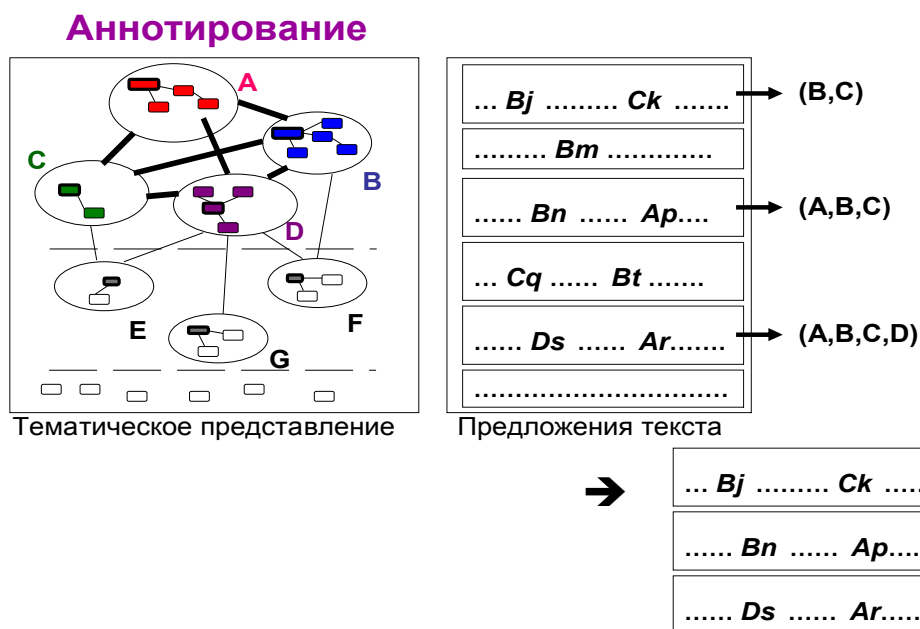 Аннотирование
A
B
C
D
E
F
G
Тематическое представление
... Bj ......... Ck ....... (B,C)
......... Bm .............
...... Bn ...... Ap.... (A,B,C)
... Cq ...... Bt .......
...... Ds ...... Ar....... (A,B,C,D)
..............................
Предложения текста
... Bj ......... Ck .....
...... Bn ...... Ap....
...... Ds ...... Ar......